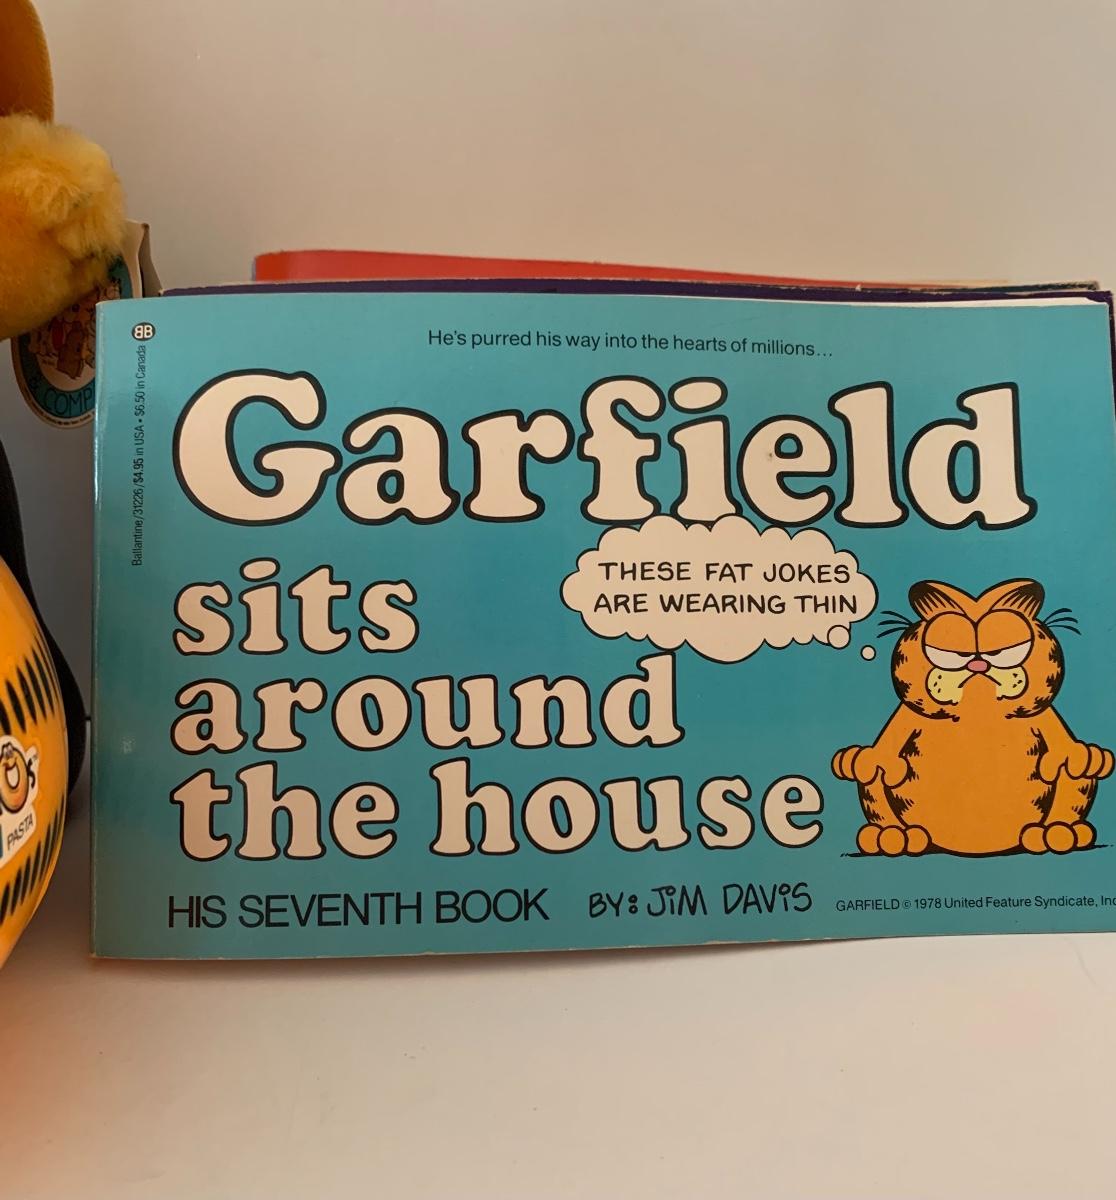 He's purred his way into the hearts of millions...
Garfield
sits
around
the house
THESE FAT JOKES
ARE WEARING THIN
HIS SEVENTH BOOK
BY: JIM DAVIS
GARFIELD © 1978 United Feature Syndicate, Inc
BB
Ballantine/31226/$4.95 in USA • $6.50 in Canada
& COMP
PASTA